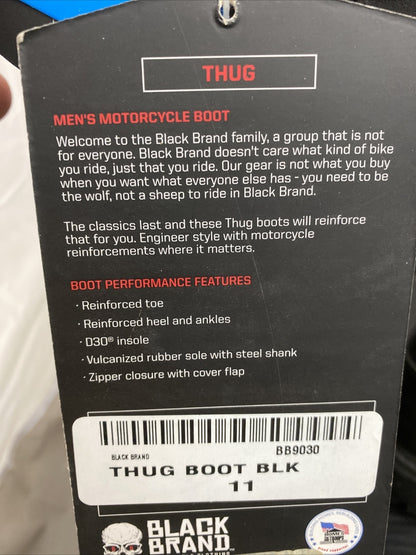 THUG
MEN'S MOTORCYCLE BOOT
Welcome to the Black Brand family, a group that is not
for everyone. Black Brand doesn't care what kind of bike
you ride, just that you ride. Our gear is not what you buy
when you want what everyone else has - you need to be
the wolf, not a sheep to ride in Black Brand.
The classics last and these Thug boots will reinforce
that for you. Engineer style with motorcycle
reinforcements where it matters.
BOOT PERFORMANCE FEATURES
· Reinforced toe
· Reinforced heel and ankles
· D3O® insole
· Vulcanized rubber sole with steel shank
· Zipper closure with cover flap
BLACK BRAND
BB9030
THUG BOOT BLK
11
BLACK
BRAND